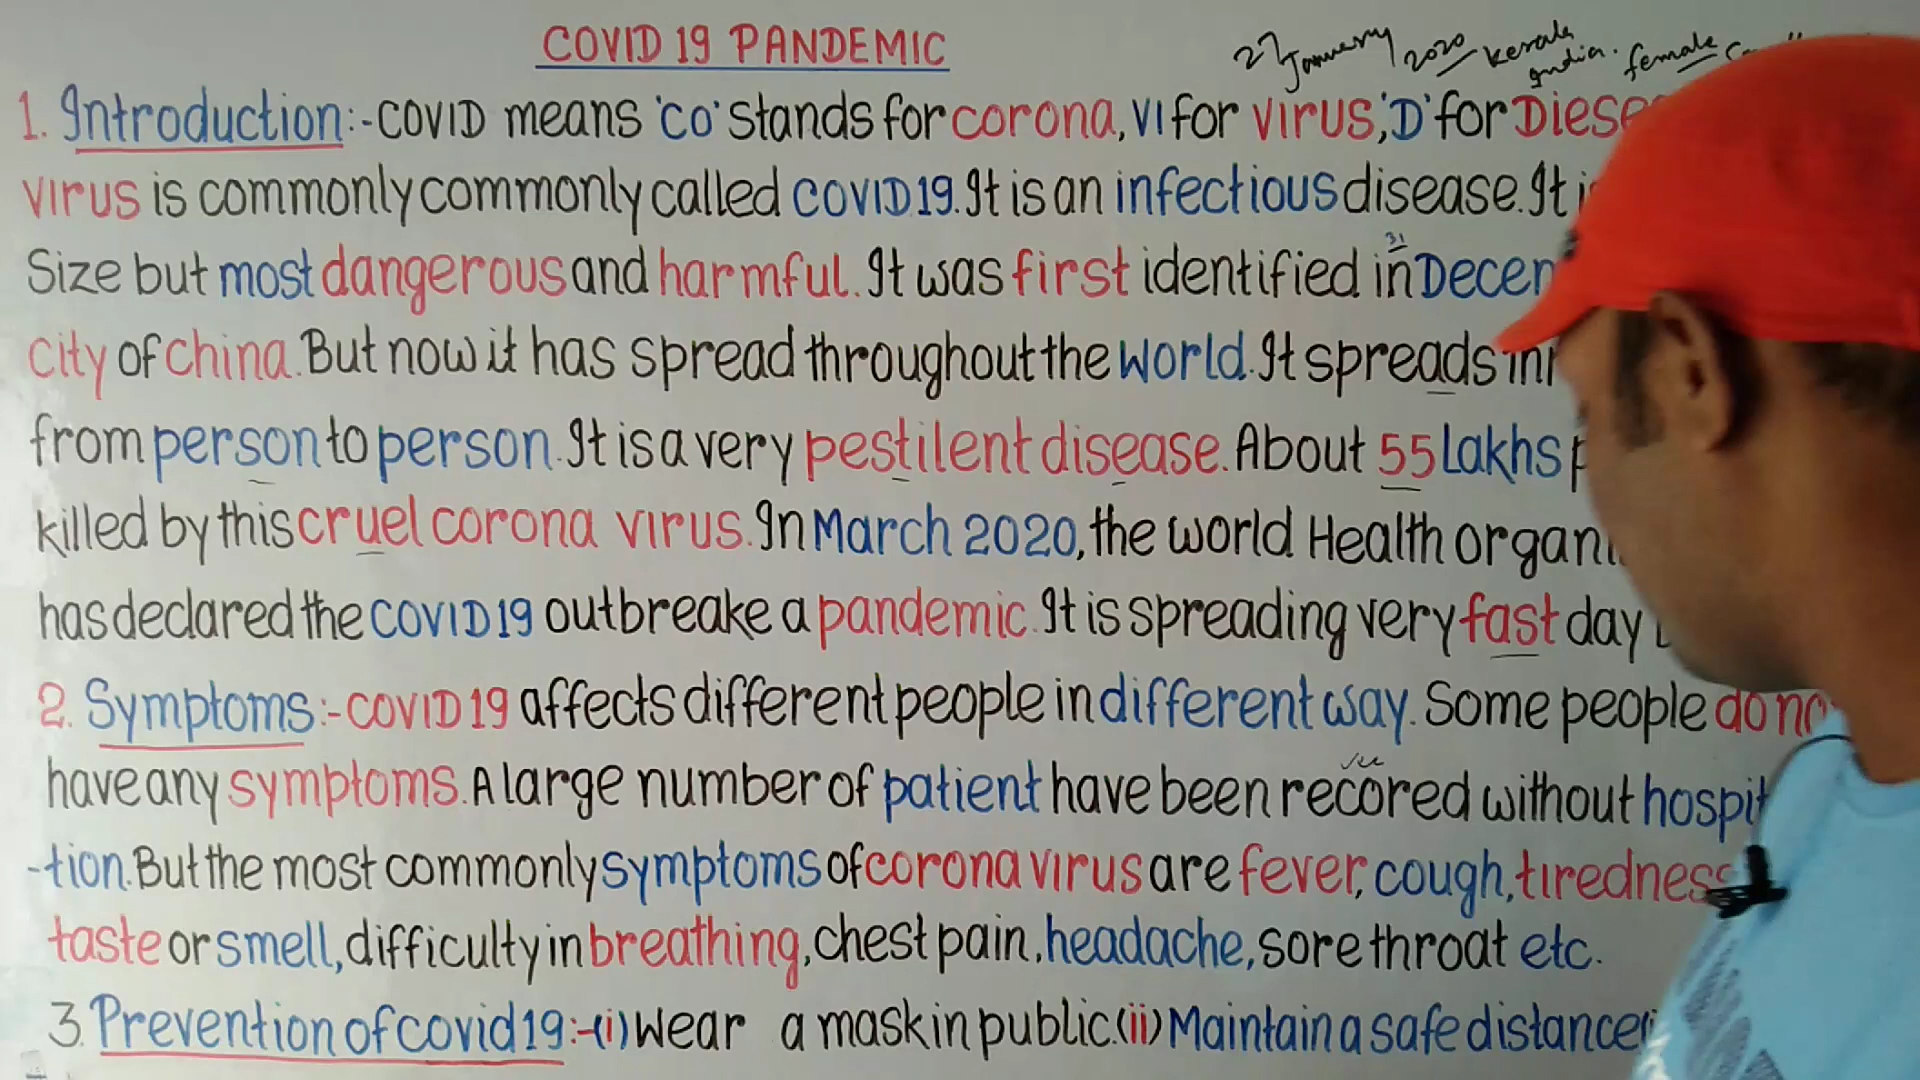 COVID 19 PANDEMIC
27 January 2020 Kerala India. female
1. Introduction:- COVID means 'CO' stands for corona, VI for virus, 'D' for
virus is commonly commonly called COVID 19. It is an infectious disease. It
Size but most dangerous and harmful. It was first identified in 31
city of china. But now it has spread throughout the world. It spreads
from person to person. It is a very pestilent disease. About 55 Lakhs
killed by this cruel corona virus. In March 2020, the world Health
has declared the COVID 19 outbreake a pandemic. It is spreading very fast day
2. Symptoms:- COVID 19 affects different people in different way. Some people do
have any symptoms. A large number of patient have been recored without
-tion. But the most commonly symptoms of corona virus are fever, cough, tiredness
taste or smell, difficulty in breathing, chest pain, headache, sore throat etc.
3. Prevention of covid 19:- (i) wear a mask in public. (ii) Maintain a safe distance